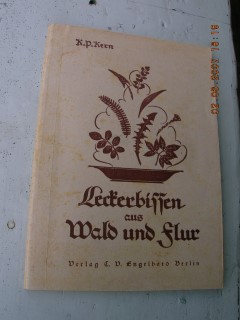 R.P. Kern
Leckerbissen
aus
Wald und Flur
Verlag C. V. Engelhard Berlin